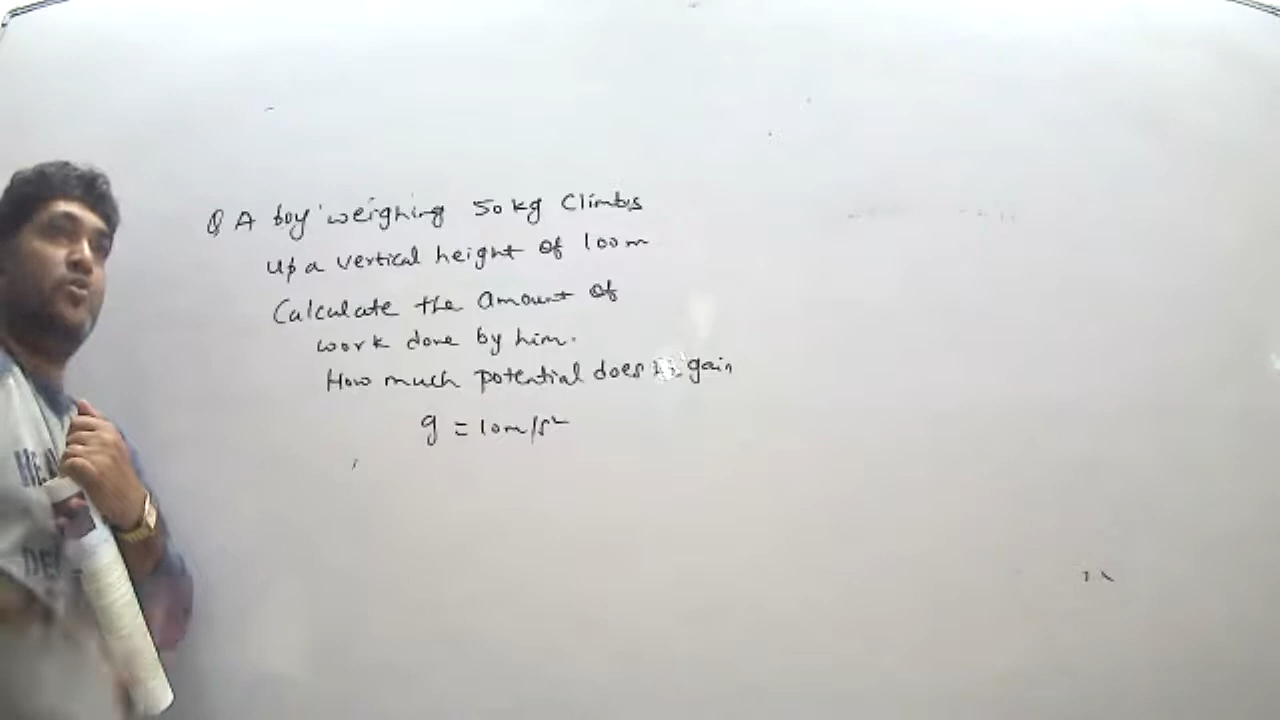 Q A boy weighing 50kg Climbs
up a vertical height of 100m
Calculate the amount of
work done by him.
How much potential does gain
g = 10m/s²